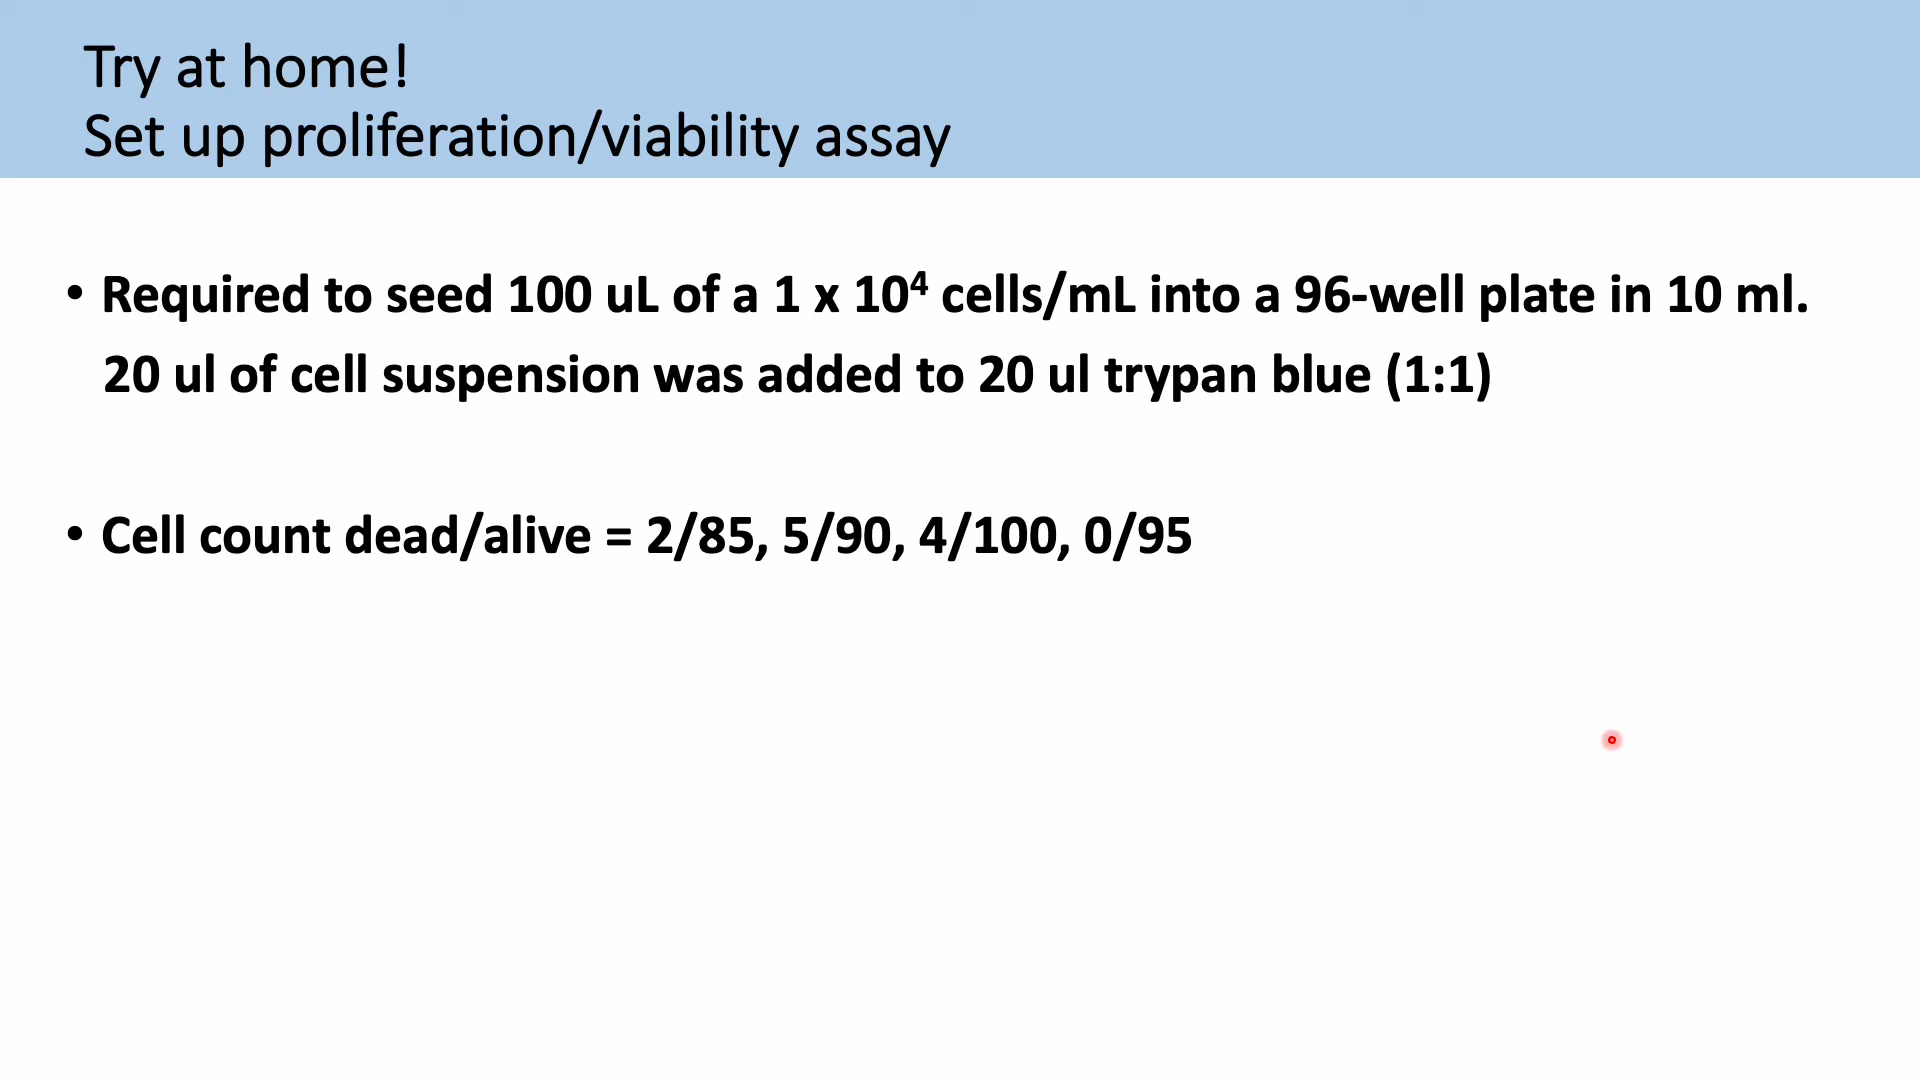 Try at home!
Set up proliferation/viability assay
• Required to seed 100 uL of a 1 x 10⁴ cells/mL into a 96-well plate in 10 ml.
20 ul of cell suspension was added to 20 ul trypan blue (1:1)
• Cell count dead/alive = 2/85, 5/90, 4/100, 0/95